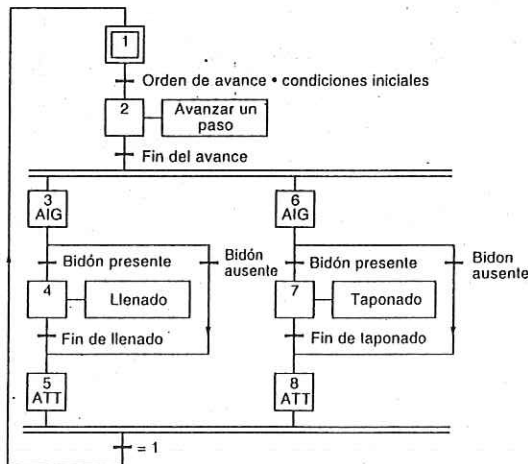 1
Orden de avance • condiciones iniciales
2
Avanzar un
paso
Fin del avance
3
AIG
6
AIG
Bidón presente
Bidón
ausente
Bidón presente
Bidon
ausente
4
Llenado
7
Taponado
Fin de llenado
Fin de taponado
5
ATT
8
ATT
= 1